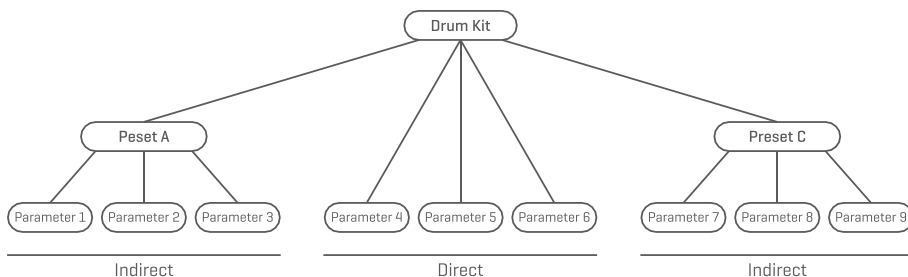 Drum Kit
Peset A
Preset C
Parameter 1
Parameter 2
Parameter 3
Parameter 4
Parameter 5
Parameter 6
Parameter 7
Parameter 8
Parameter 9
Indirect
Direct
Indirect